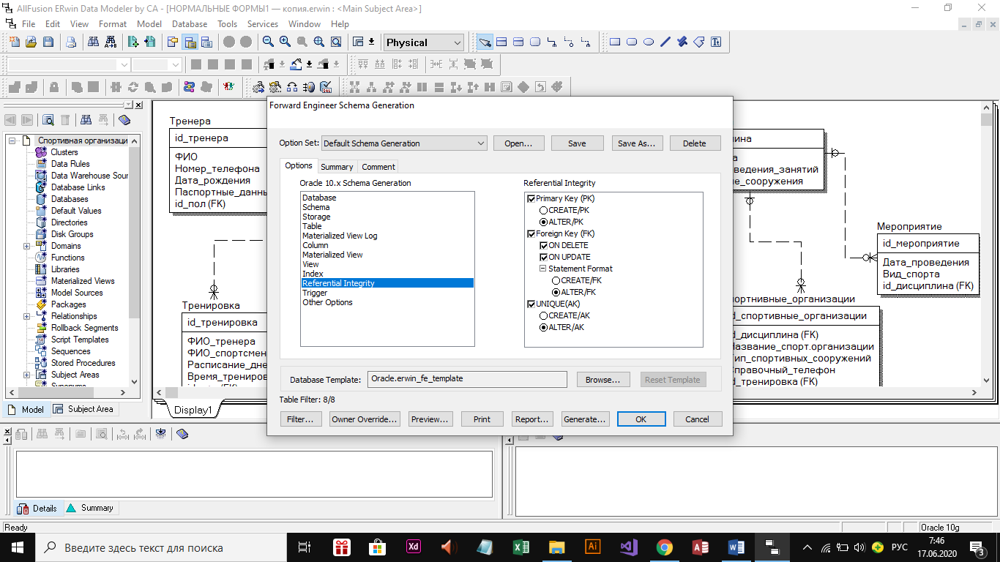 AllFusion ERwin Data Modeler by CA - [НОРМАЛЬНЫЕ ФОРМЫ1 — копия.erwin : <Main Subject Area>]
File Edit View Format Model Database Tools Services Window Help
Physical
Forward Engineer Schema Generation
Option Set: Default Schema Generation Open... Save Save As... Delete
Options Summary Comment
Oracle 10.x Schema Generation
Database
Schema
Storage
Table
Materialized View Log
Column
Materialized View
View
Index
Referential Integrity
Trigger
Other Options
Referential Integrity
Primary Key (PK)
CREATE/PK
ALTER/PK
Foreign Key (FK)
ON DELETE
ON UPDATE
Statement Format
CREATE/FK
ALTER/FK
UNIQUE(AK)
CREATE/AK
ALTER/AK
Database Template: Oracle.erwin_fe_template Browse... Reset Template
Table Filter: 8/8
Filter... Owner Override... Preview... Print Report... Generate... OK Cancel
Спортивная организаци
Clusters
Data Rules
Data Warehouse Sour
Database Links
Databases
Default Values
Directories
Disk Groups
Domains
Functions
Libraries
Materialized Views
Model Sources
Packages
Relationships
Rollback Segments
Script Templates
Sequences
Stored Procedures
Subject Areas
Synonyms
Model Subject Area
Тренера
id_тренера
ФИО
Номер_телефона
Дата_рождения
Паспортные_данны
id_пол (FK)
Тренировка
id_тренировка
ФИО_тренера
ФИО_спортсмен
Расписание_дне
Время_трениров
ина
а
ведения_занятий
ые_сооружения
Мероприятие
id_мероприятие
Дата_проведения
Вид_спорта
id_дисциплина (FK)
портнивные_организации
d_спортивные_организации
d_дисциплина (FK)
Название_спорт.организации
Тип_спортивных_сооружений
Справочный_телефон
d_тренировка (FK)
Display1
Details Summary
Ready
Oracle 10g
Введите здесь текст для поиска
Xd
Ai
РУС
7:46
17.06.2020
3